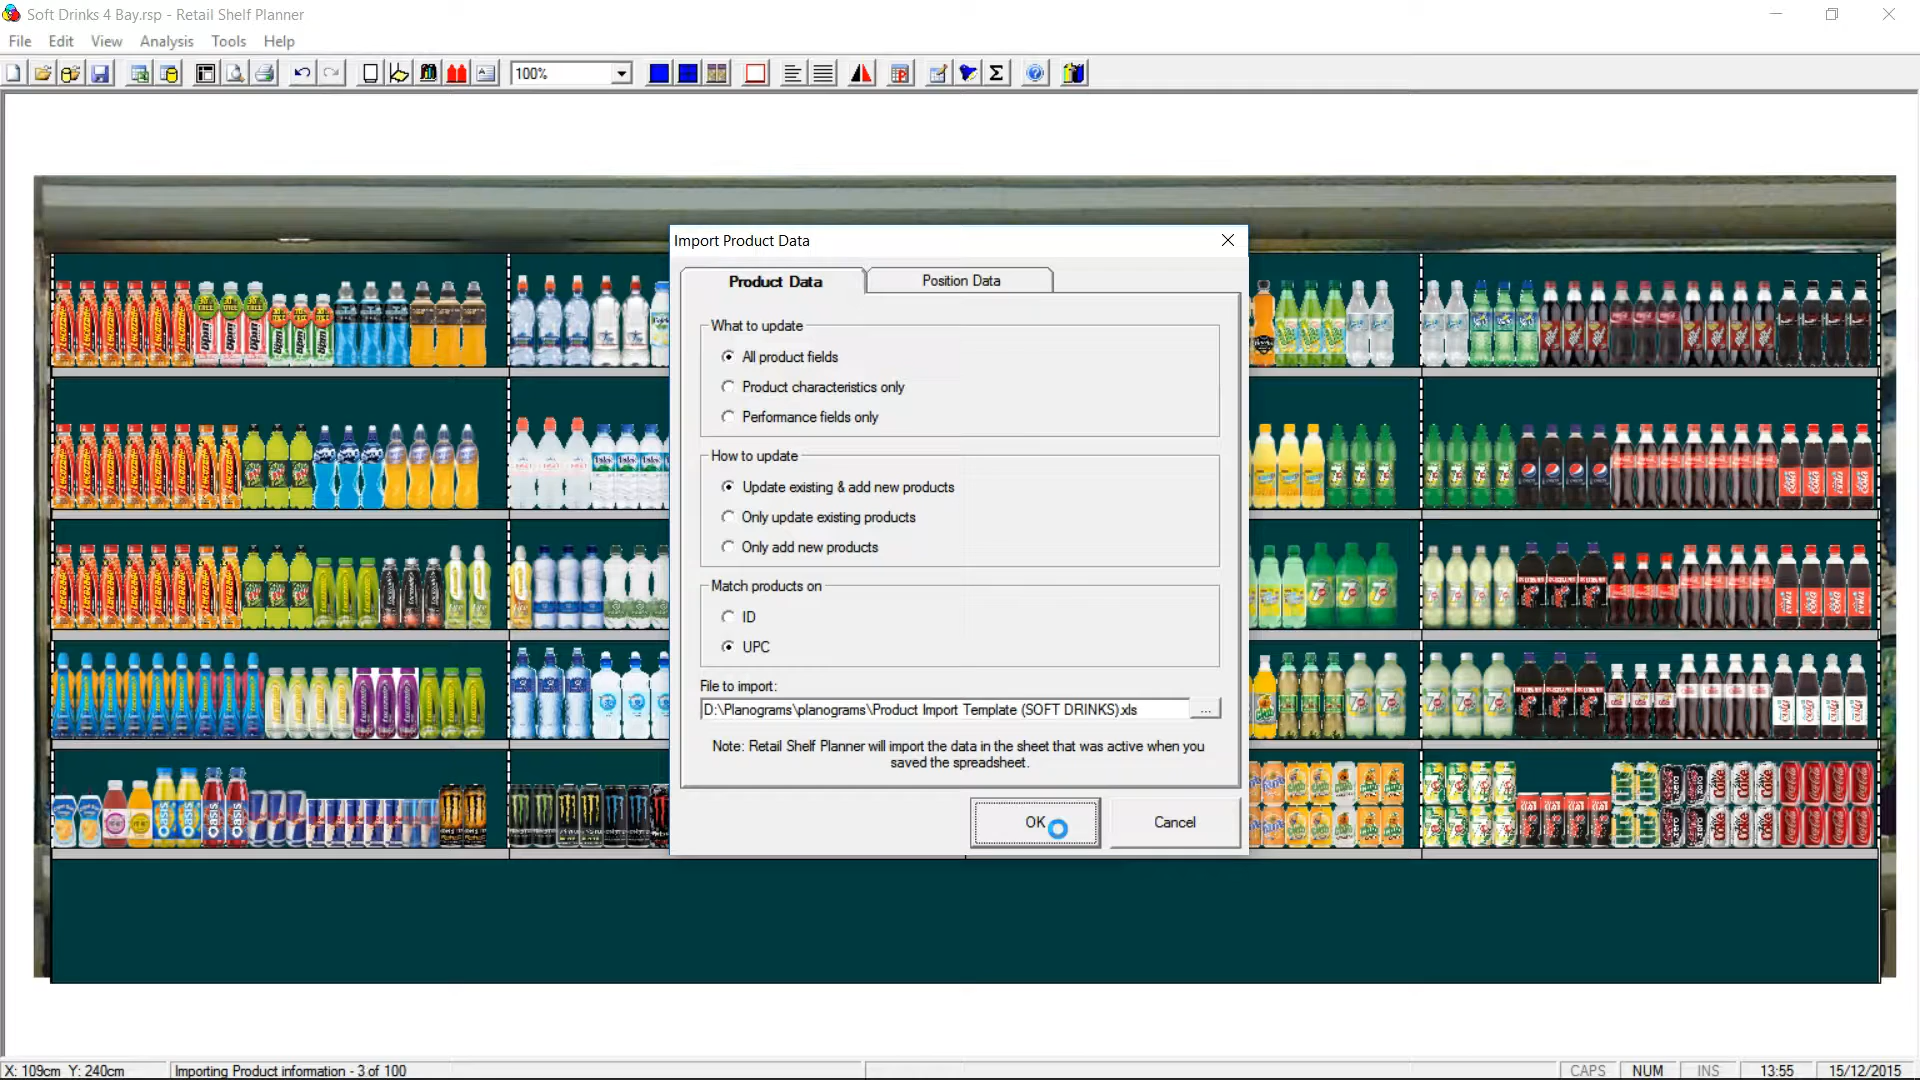 Soft Drinks 4 Bay.rsp - Retail Shelf Planner
File Edit View Analysis Tools Help
100%
Import Product Data
Product Data Position Data
What to update
All product fields
Product characteristics only
Performance fields only
How to update
Update existing & add new products
Only update existing products
Only add new products
Match products on
ID
UPC
File to import:
D:\Planograms\planograms\Product Import Template (SOFT DRINKS).xls ...
Note: Retail Shelf Planner will import the data in the sheet that was active when you
saved the spreadsheet.
OK Cancel
X: 109cm Y: 240cm Importing Product information - 3 of 100 CAPS NUM INS 13:55 15/12/2015